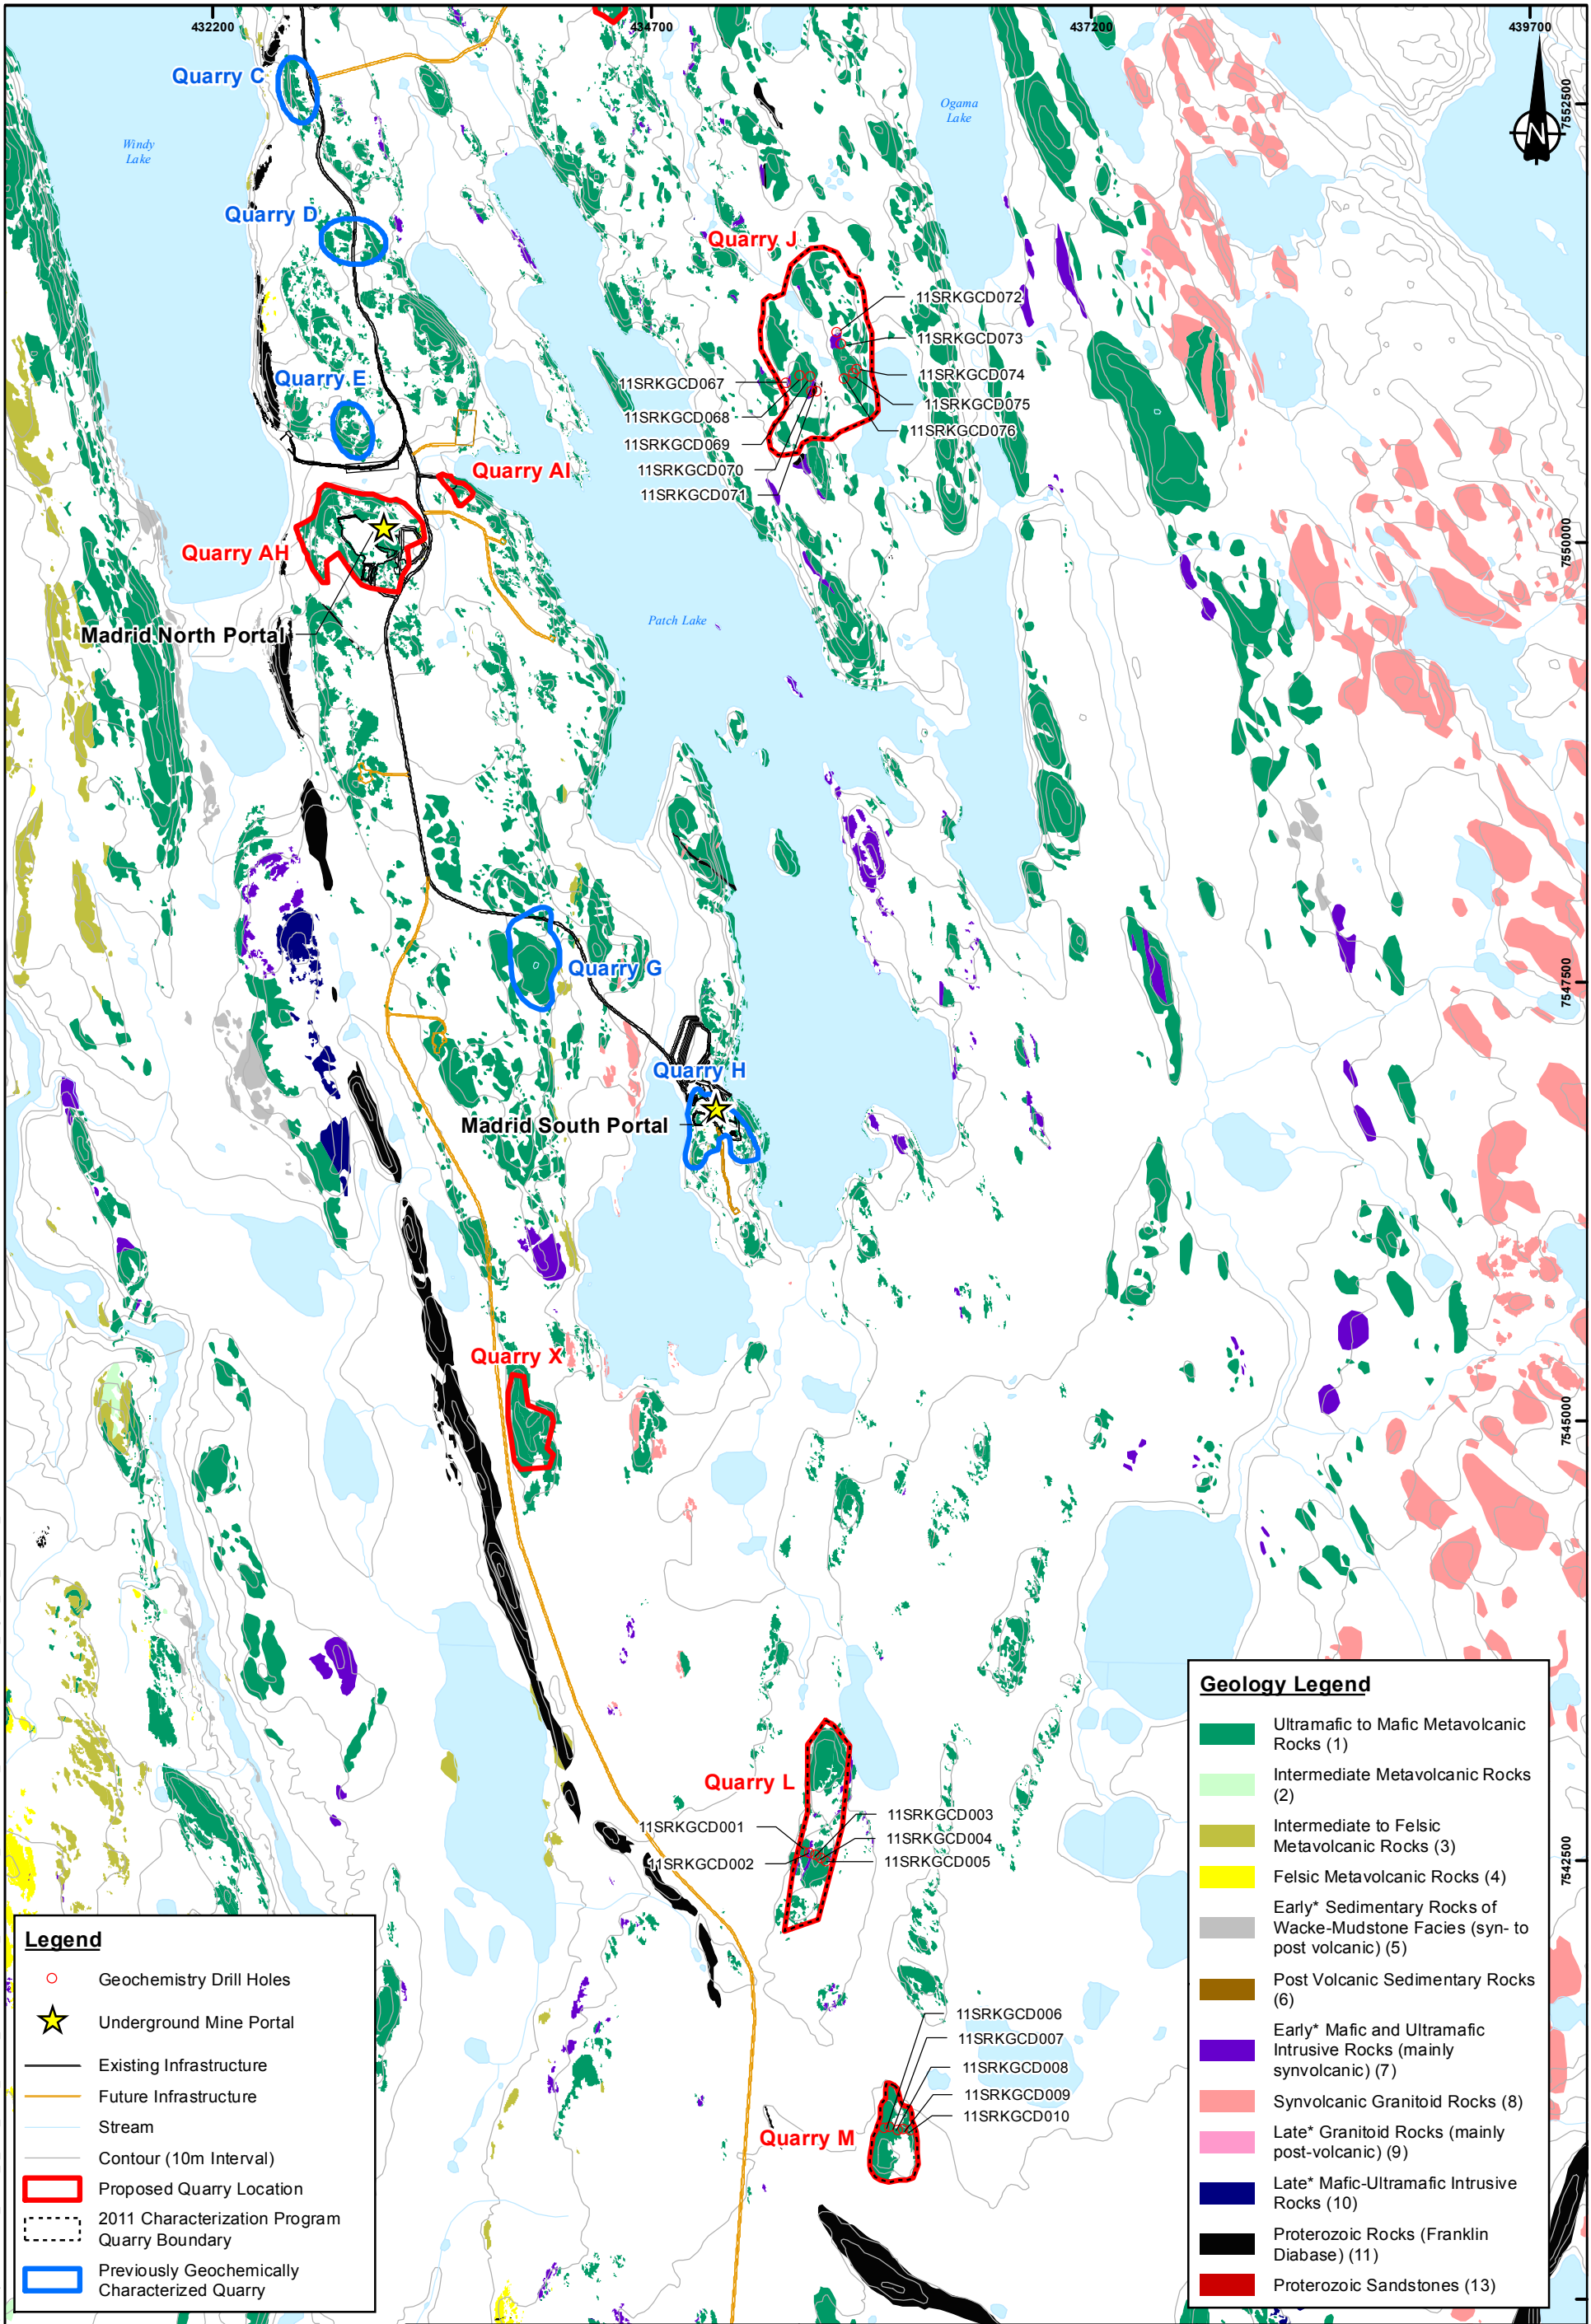 432200
434700
437200
439700
Quarry C
Windy
Lake
Ogama
Lake
7552500
N
Quarry D
Quarry J
11SRKGCD072
11SRKGCD073
11SRKGCD074
11SRKGCD075
11SRKGCD076
11SRKGCD067
11SRKGCD068
11SRKGCD069
11SRKGCD070
11SRKGCD071
Quarry E
Quarry AI
Quarry AH
7550000
Patch Lake
Madrid North Portal
Quarry G
7547500
Quarry H
Madrid South Portal
Quarry X
7545000
Quarry L
11SRKGCD001
11SRKGCD002
11SRKGCD003
11SRKGCD004
11SRKGCD005
7542500
11SRKGCD006
11SRKGCD007
11SRKGCD008
11SRKGCD009
11SRKGCD010
Quarry M
Legend
Geochemistry Drill Holes
Underground Mine Portal
Existing Infrastructure
Future Infrastructure
Stream
Contour (10m Interval)
Proposed Quarry Location
2011 Characterization Program
Quarry Boundary
Previously Geochemically
Characterized Quarry
Geology Legend
Ultramafic to Mafic Metavolcanic
Rocks (1)
Intermediate Metavolcanic Rocks
(2)
Intermediate to Felsic
Metavolcanic Rocks (3)
Felsic Metavolcanic Rocks (4)
Early* Sedimentary Rocks of
Wacke-Mudstone Facies (syn- to
post volcanic) (5)
Post Volcanic Sedimentary Rocks
(6)
Early* Mafic and Ultramafic
Intrusive Rocks (mainly
synvolcanic) (7)
Synvolcanic Granitoid Rocks (8)
Late* Granitoid Rocks (mainly
post-volcanic) (9)
Late* Mafic-Ultramafic Intrusive
Rocks (10)
Proterozoic Rocks (Franklin
Diabase) (11)
Proterozoic Sandstones (13)